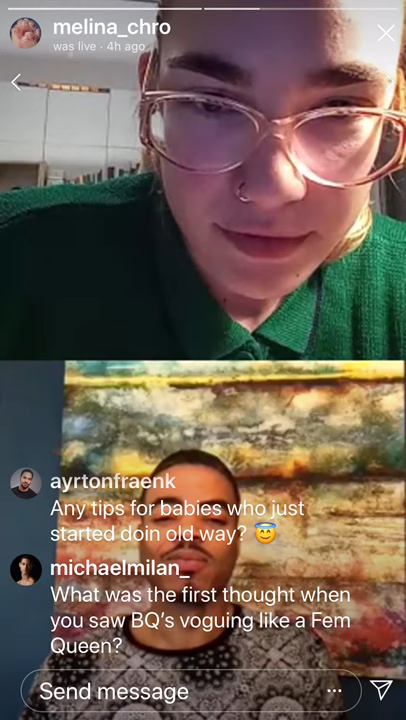 melina_chro
was live · 4h ago
ayrtonfraenk
Any tips for babies who just
started doin old way? 😇
michaelmilan_
What was the first thought when
you saw BQ's voguing like a Fem
Queen?
Send message